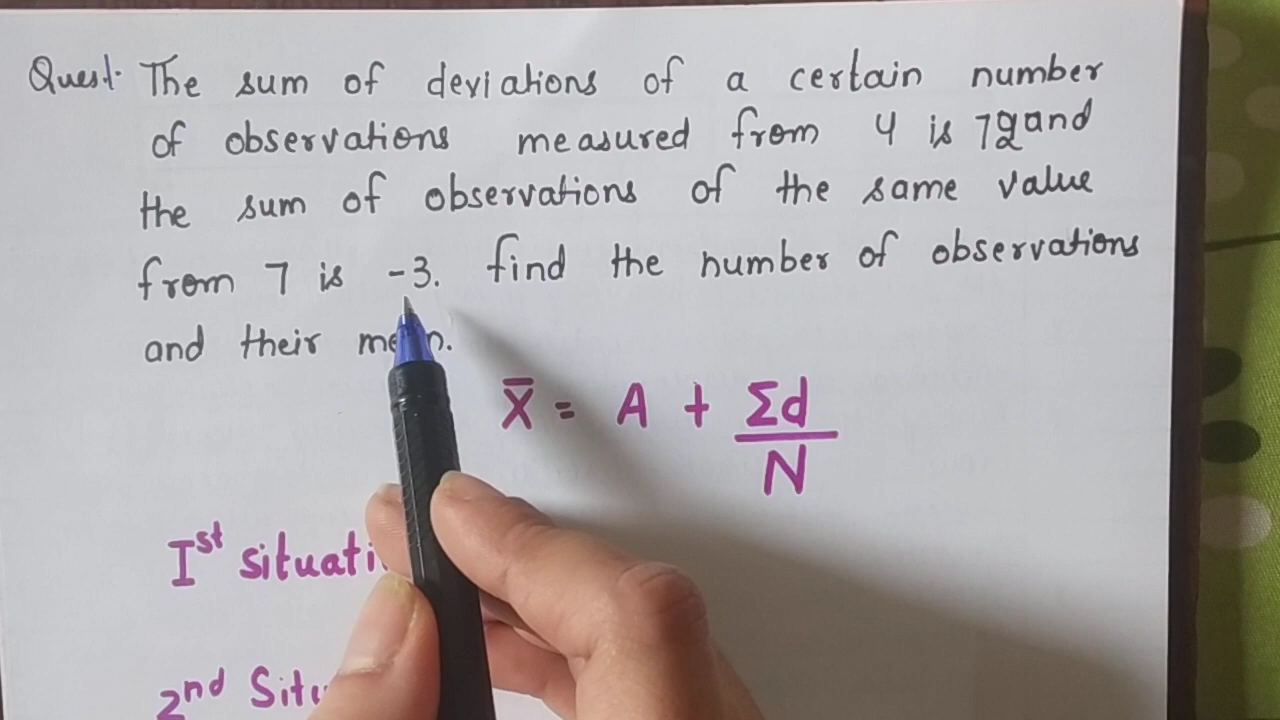 Quest. The sum of deviations of a certain number
of observations measured from 4 is 72 and
the sum of observations of the same value
from 7 is -3. find the number of observations
and their
X̄ = A + Σd/N
Ist
2nd